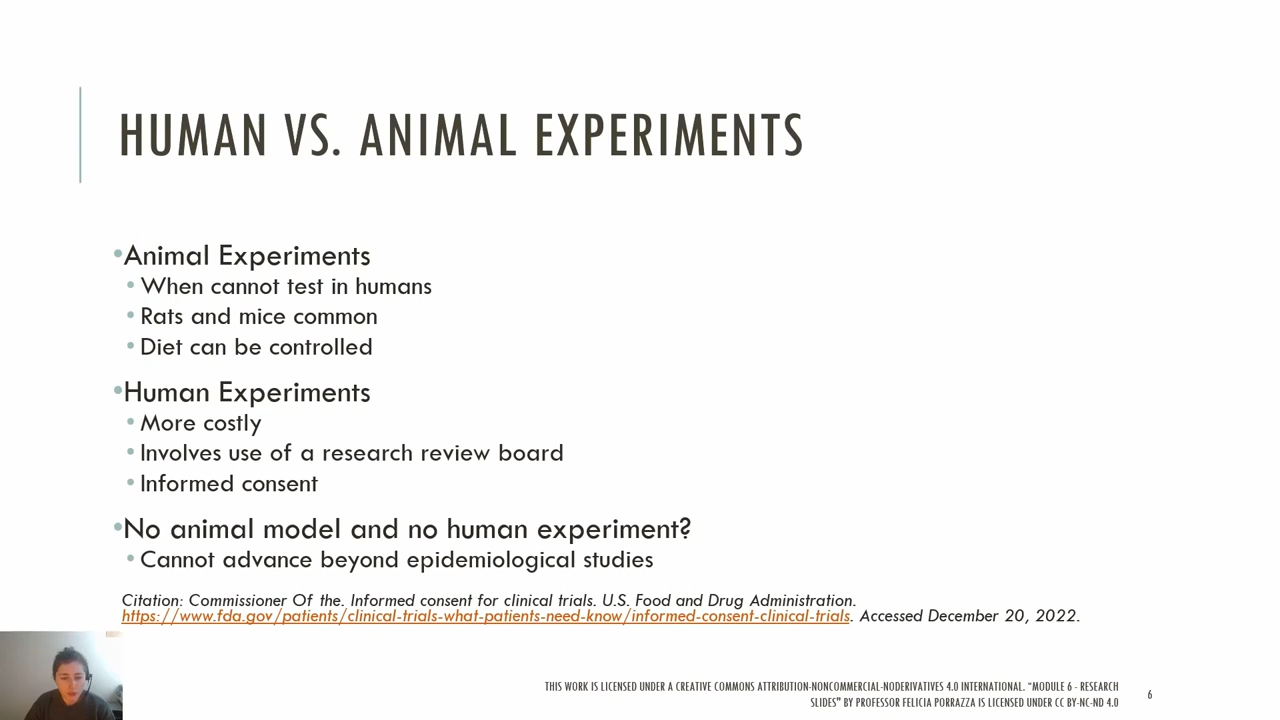 HUMAN VS. ANIMAL EXPERIMENTS
•Animal Experiments
• When cannot test in humans
• Rats and mice common
• Diet can be controlled
•Human Experiments
• More costly
• Involves use of a research review board
• Informed consent
•No animal model and no human experiment?
• Cannot advance beyond epidemiological studies
Citation: Commissioner Of the. Informed consent for clinical trials. U.S. Food and Drug Administration.
https://www.fda.gov/patients/clinical-trials-what-patients-need-know/informed-consent-clinical-trials. Accessed December 20, 2022.
THIS WORK IS LICENSED UNDER A CREATIVE COMMONS ATTRIBUTION-NONCOMMERCIAL-NODERIVATIVES 4.0 INTERNATIONAL. "MODULE 6 - RESEARCH
SLIDES" BY PROFESSOR FELICIA PORRAZZA IS LICENSED UNDER CC BY-NC-ND 4.0
6